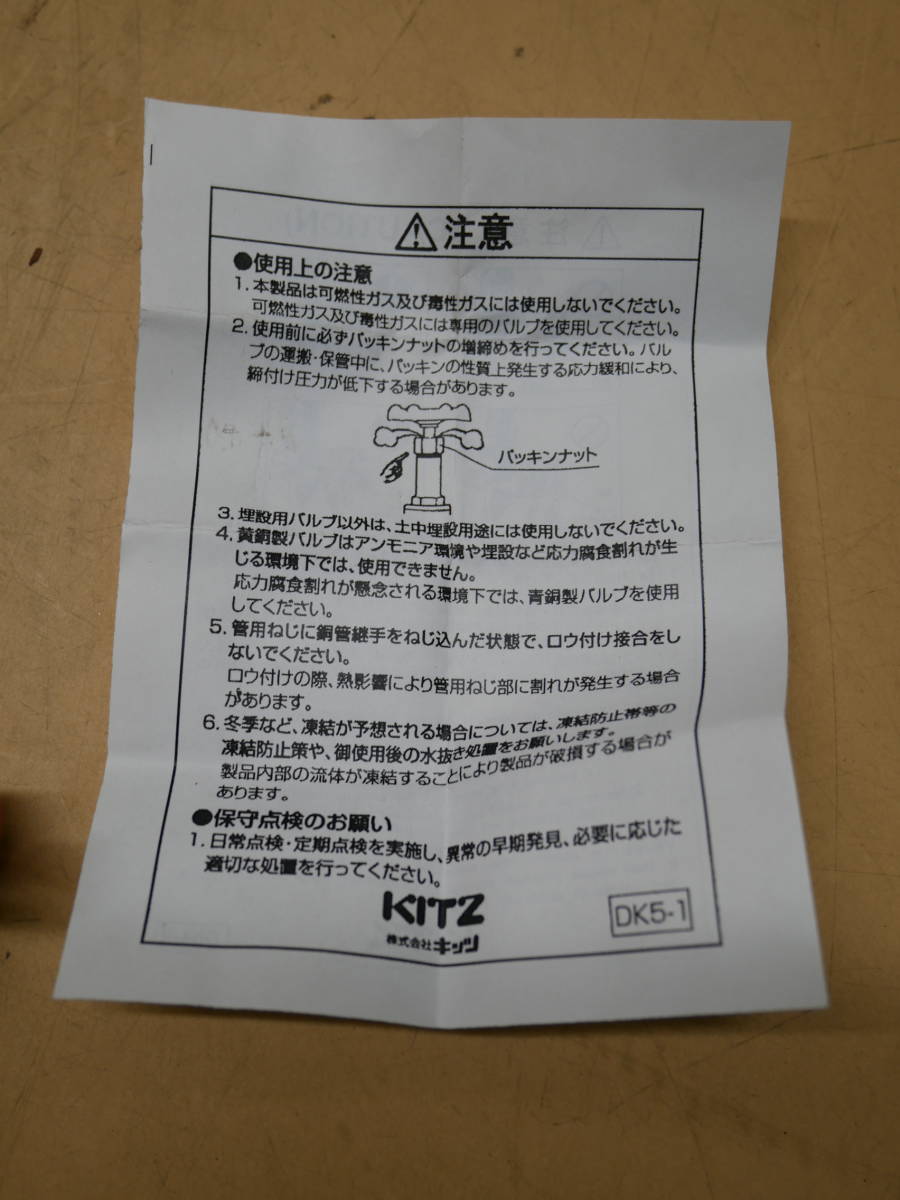 ⚠注意
●使用上の注意
1. 本製品は可燃性ガス及び毒性ガスには使用しないでください。
可燃性ガス及び毒性ガスには専用のバルブを使用してください。
2. 使用前に必ずパッキンナットの増締めを行ってください。バル
ブの運搬・保管中に、パッキンの性質上発生する応力緩和により、
締付け圧力が低下する場合があります。
パッキンナット
3. 埋設用バルブ以外は、土中埋設用途には使用しないでください。
4. 黄銅製バルブはアンモニア環境や埋設など応力腐食割れが生
じる環境下では、使用できません。
応力腐食割れが懸念される環境下では、青銅製バルブを使用
してください。
5. 管用ねじに銅管継手をねじ込んだ状態で、ロウ付け接合をし
ないでください。
ロウ付けの際、熱影響により管用ねじ部に割れが発生する場合
があります。
6. 冬季など、凍結が予想される場合については、凍結防止帯等の
凍結防止策や、御使用後の水抜き処置をお願いします。
製品内部の流体が凍結することにより製品が破損する場合が
あります。
●保守点検のお願い
1. 日常点検・定期点検を実施し、異常の早期発見、必要に応じた
適切な処置を行ってください。
KITZ
株式会社キッツ
DK5-1